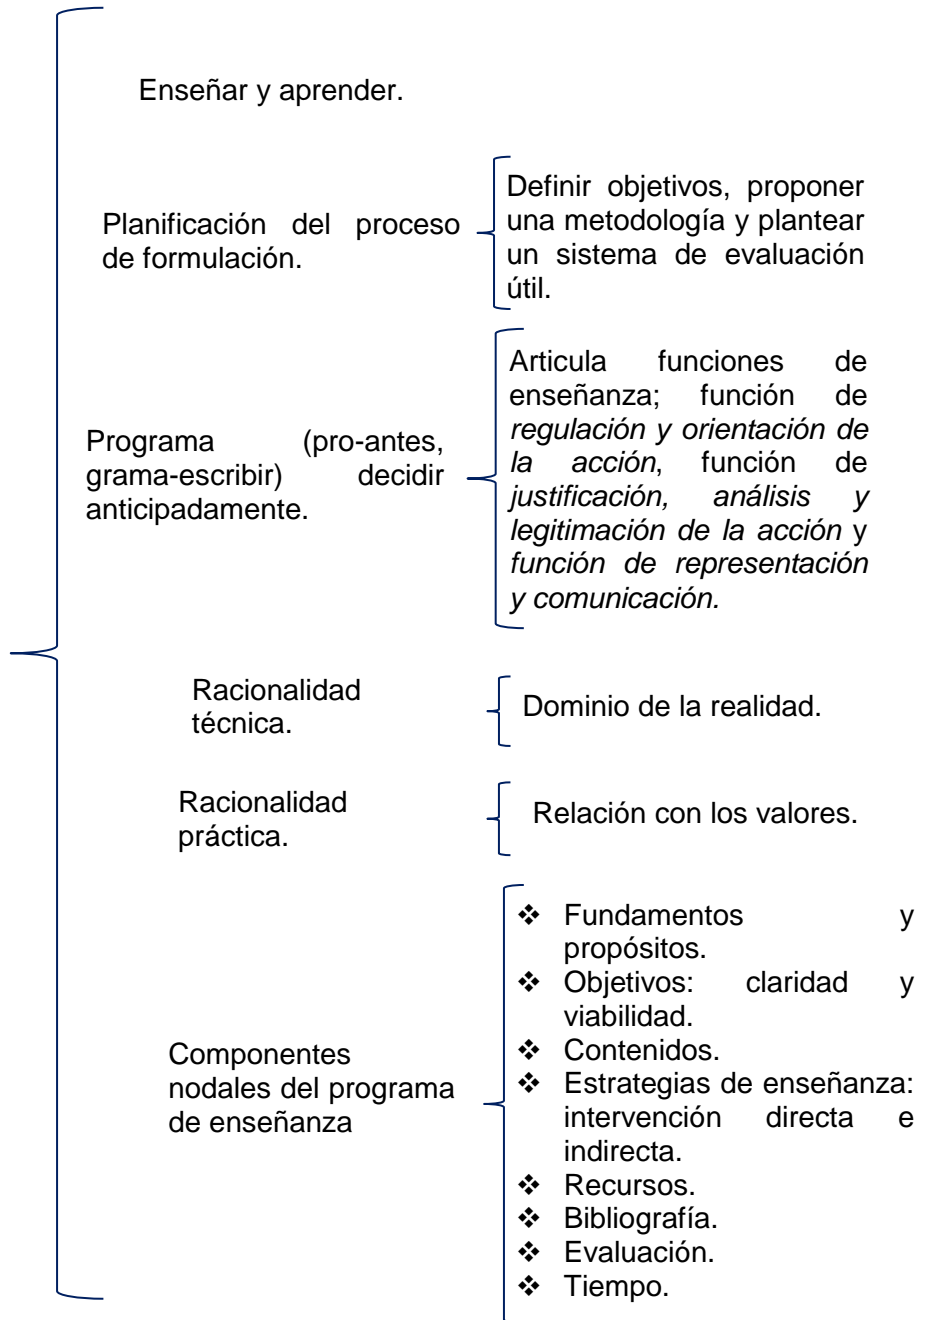 Enseñar y aprender.
Planificación del proceso
de formulación.
Definir objetivos, proponer
una metodología y plantear
un sistema de evaluación
útil.
Programa (pro-antes,
grama-escribir) decidir
anticipadamente.
Articula funciones de
enseñanza; función de
regulación y orientación de
la acción, función de
justificación, análisis y
legitimación de la acción y
función de representación
y comunicación.
Racionalidad
técnica.
Dominio de la realidad.
Racionalidad
práctica.
Relación con los valores.
Componentes
nodales del programa
de enseñanza
❖ Fundamentos y
propósitos.
❖ Objetivos: claridad y
viabilidad.
❖ Contenidos.
❖ Estrategias de enseñanza:
intervención directa e
indirecta.
❖ Recursos.
❖ Bibliografía.
❖ Evaluación.
❖ Tiempo.